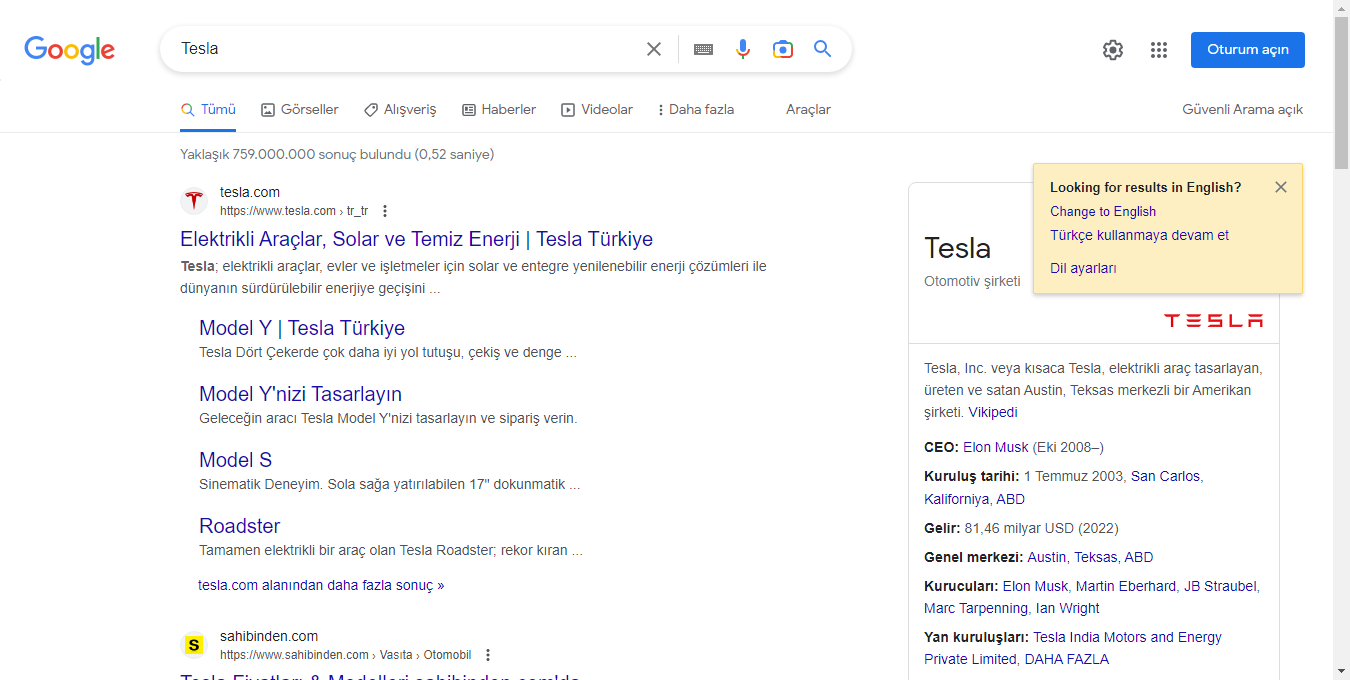 Google
Tesla
Oturum açın
Tümü
Görseller
Alışveriş
Haberler
Videolar
Daha fazla
Araçlar
Güvenli Arama açık
Yaklaşık 759.000.000 sonuç bulundu (0,52 saniye)
tesla.com
https://www.tesla.com › tr_tr
Elektrikli Araçlar, Solar ve Temiz Enerji | Tesla Türkiye
Tesla; elektrikli araçlar, evler ve işletmeler için solar ve entegre yenilenebilir enerji çözümleri ile
dünyanın sürdürülebilir enerjiye geçişini ...
Model Y | Tesla Türkiye
Tesla Dört Çekerde çok daha iyi yol tutuşu, çekiş ve denge ...
Model Y'nizi Tasarlayın
Geleceğin aracı Tesla Model Y'nizi tasarlayın ve sipariş verin.
Model S
Sinematik Deneyim. Sola sağa yatırılabilen 17" dokunmatik ...
Roadster
Tamamen elektrikli bir araç olan Tesla Roadster; rekor kıran ...
tesla.com alanından daha fazla sonuç »
S
sahibinden.com
https://www.sahibinden.com › Vasıta › Otomobil
Tesla Fiyatları & Modelleri sahibinden.com'da
Looking for results in English?
Change to English
Türkçe kullanmaya devam et
Dil ayarları
Tesla
Otomotiv şirketi
TESLA
Tesla, Inc. veya kısaca Tesla, elektrikli araç tasarlayan,
üreten ve satan Austin, Teksas merkezli bir Amerikan
şirketi. Vikipedi
CEO: Elon Musk (Eki 2008–)
Kuruluş tarihi: 1 Temmuz 2003, San Carlos,
Kaliforniya, ABD
Gelir: 81,46 milyar USD (2022)
Genel merkezi: Austin, Teksas, ABD
Kurucuları: Elon Musk, Martin Eberhard, JB Straubel,
Marc Tarpenning, Ian Wright
Yan kuruluşları: Tesla India Motors and Energy
Private Limited, DAHA FAZLA